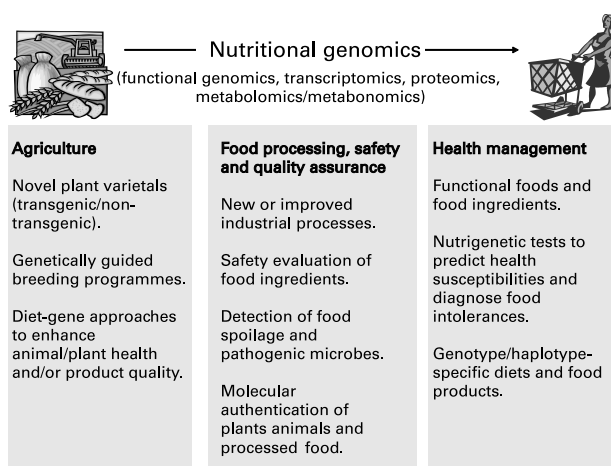 Nutritional genomics
(functional genomics, transcriptomics, proteomics,
metabolomics/metabonomics)
Agriculture
Novel plant varietals
(transgenic/non-
transgenic).
Genetically guided
breeding programmes.
Diet-gene approaches
to enhance
animal/plant health
and/or product quality.
Food processing, safety
and quality assurance
New or improved
industrial processes.
Safety evaluation of
food ingredients.
Detection of food
spoilage and
pathogenic microbes.
Molecular
authentication of
plants animals and
processed food.
Health management
Functional foods and
food ingredients.
Nutrigenetic tests to
predict health
susceptibilities and
diagnose food
intolerances.
Genotype/haplotype-
specific diets and food
products.